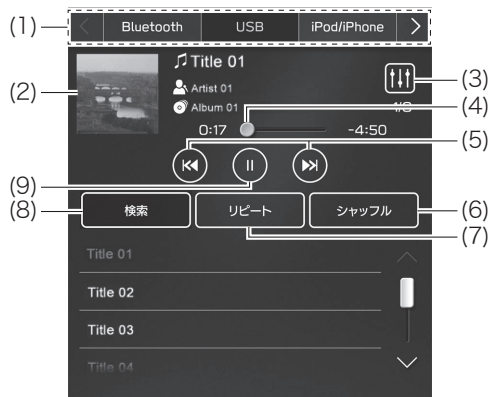 (1) Bluetooth USB iPod/iPhone
Title 01
(2) Artist 01 (3)
Album 01 (4)
0:17 -4:50 (5)
(9)
(8) 検索 リピート シャッフル (6)
(7)
Title 01
Title 02
Title 03
Title 04